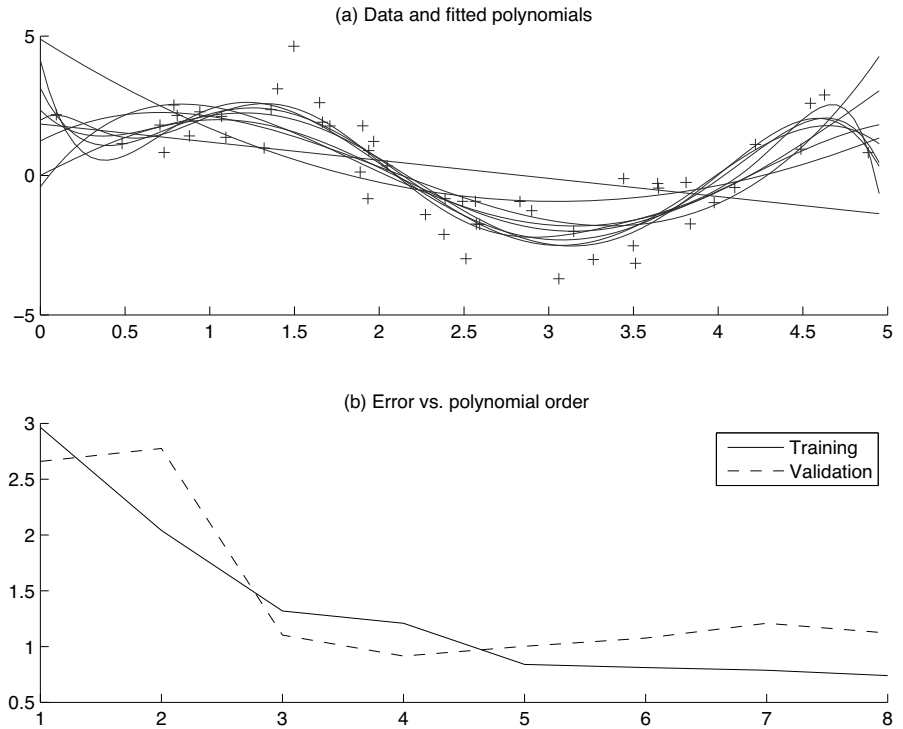 (a) Data and fitted polynomials
5
0
−5
0 0.5 1 1.5 2 2.5 3 3.5 4 4.5 5
(b) Error vs. polynomial order
3
2.5
2
1.5
1
0.5
Training
Validation
1 2 3 4 5 6 7 8